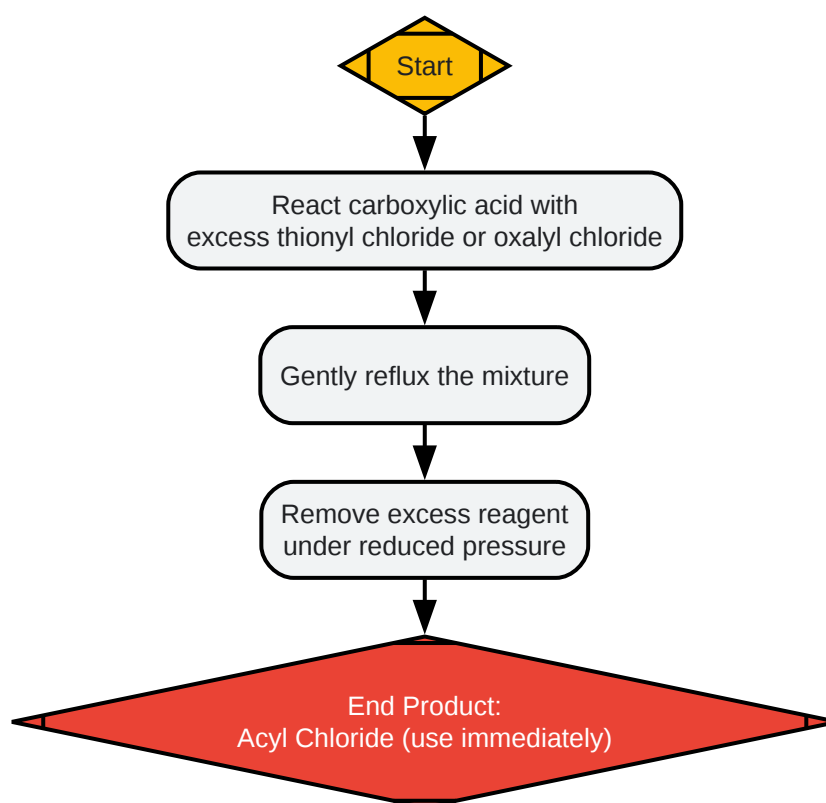 Start
React carboxylic acid with
excess thionyl chloride or oxalyl chloride
Gently reflux the mixture
Remove excess reagent
under reduced pressure
End Product:
Acyl Chloride (use immediately)